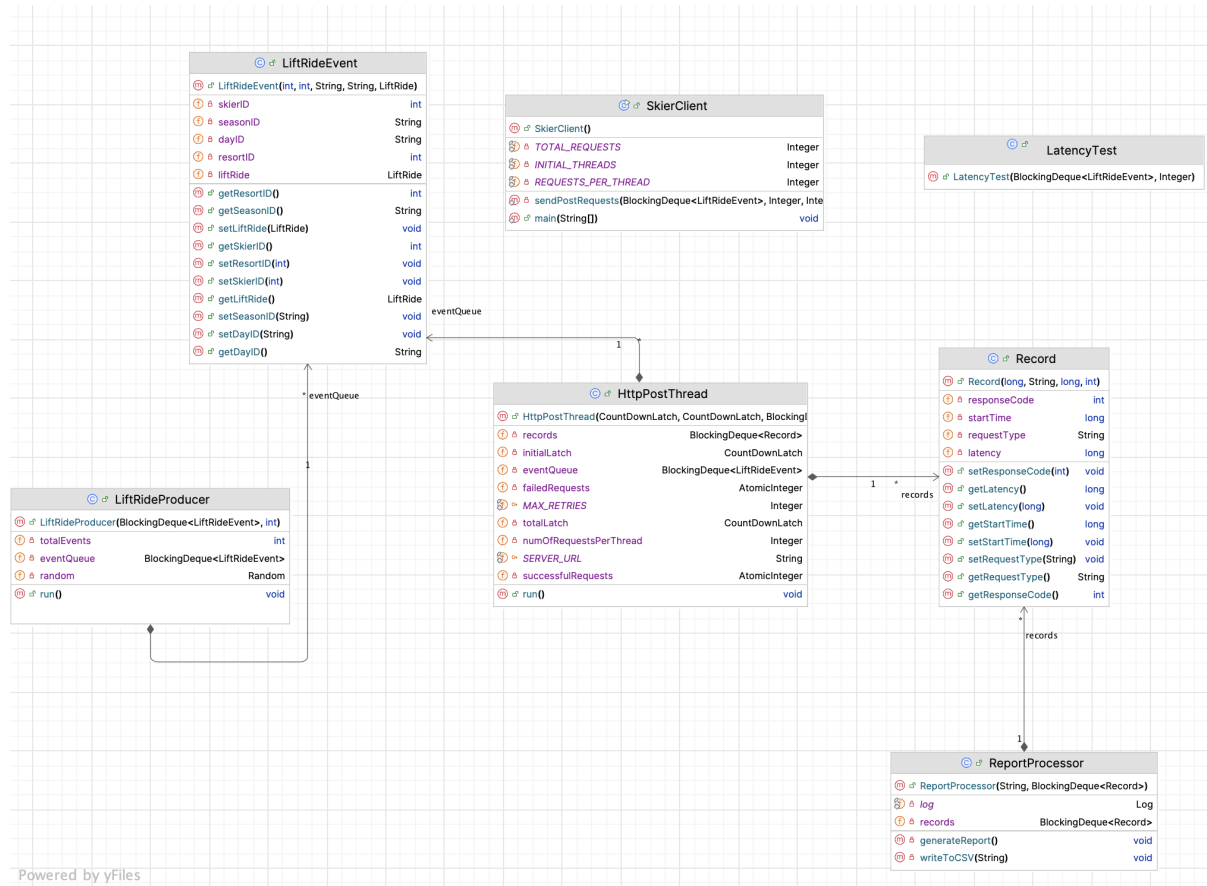 LiftRideEvent
LiftRideEvent(int, int, String, String, LiftRide)
skierID int
seasonID String
dayID String
resortID int
liftRide LiftRide
getResortID() int
getSeasonID() String
setLiftRide(LiftRide) void
getSkierID() int
setResortID(int) void
setSkierID(int) void
getLiftRide() LiftRide
setSeasonID(String) void
setDayID(String) void
getDayID() String
SkierClient
SkierClient()
TOTAL_REQUESTS Integer
INITIAL_THREADS Integer
REQUESTS_PER_THREAD Integer
sendPostRequests(BlockingDeque<LiftRideEvent>, Integer, Inte
main(String[]) void
LatencyTest
LatencyTest(BlockingDeque<LiftRideEvent>, Integer)
eventQueue
1 *
* eventQueue
1
LiftRideProducer
LiftRideProducer(BlockingDeque<LiftRideEvent>, int)
totalEvents int
eventQueue BlockingDeque<LiftRideEvent>
random Random
run() void
HttpPostThread
HttpPostThread(CountDownLatch, CountDownLatch, Blocking
records BlockingDeque<Record>
initialLatch CountDownLatch
eventQueue BlockingDeque<LiftRideEvent>
failedRequests AtomicInteger
MAX_RETRIES Integer
totalLatch CountDownLatch
numOfRequestsPerThread Integer
SERVER_URL String
successfulRequests AtomicInteger
run() void
1 *
records
Record
Record(long, String, long, int)
responseCode int
startTime long
requestType String
latency long
setResponseCode(int) void
getLatency() long
setLatency(long) void
getStartTime() long
setStartTime(long) void
setRequestType(String) void
getRequestType() String
getResponseCode() int
*
records
1
ReportProcessor
ReportProcessor(String, BlockingDeque<Record>)
log Log
records BlockingDeque<Record>
generateReport() void
writeToCSV(String) void
Powered by yFiles